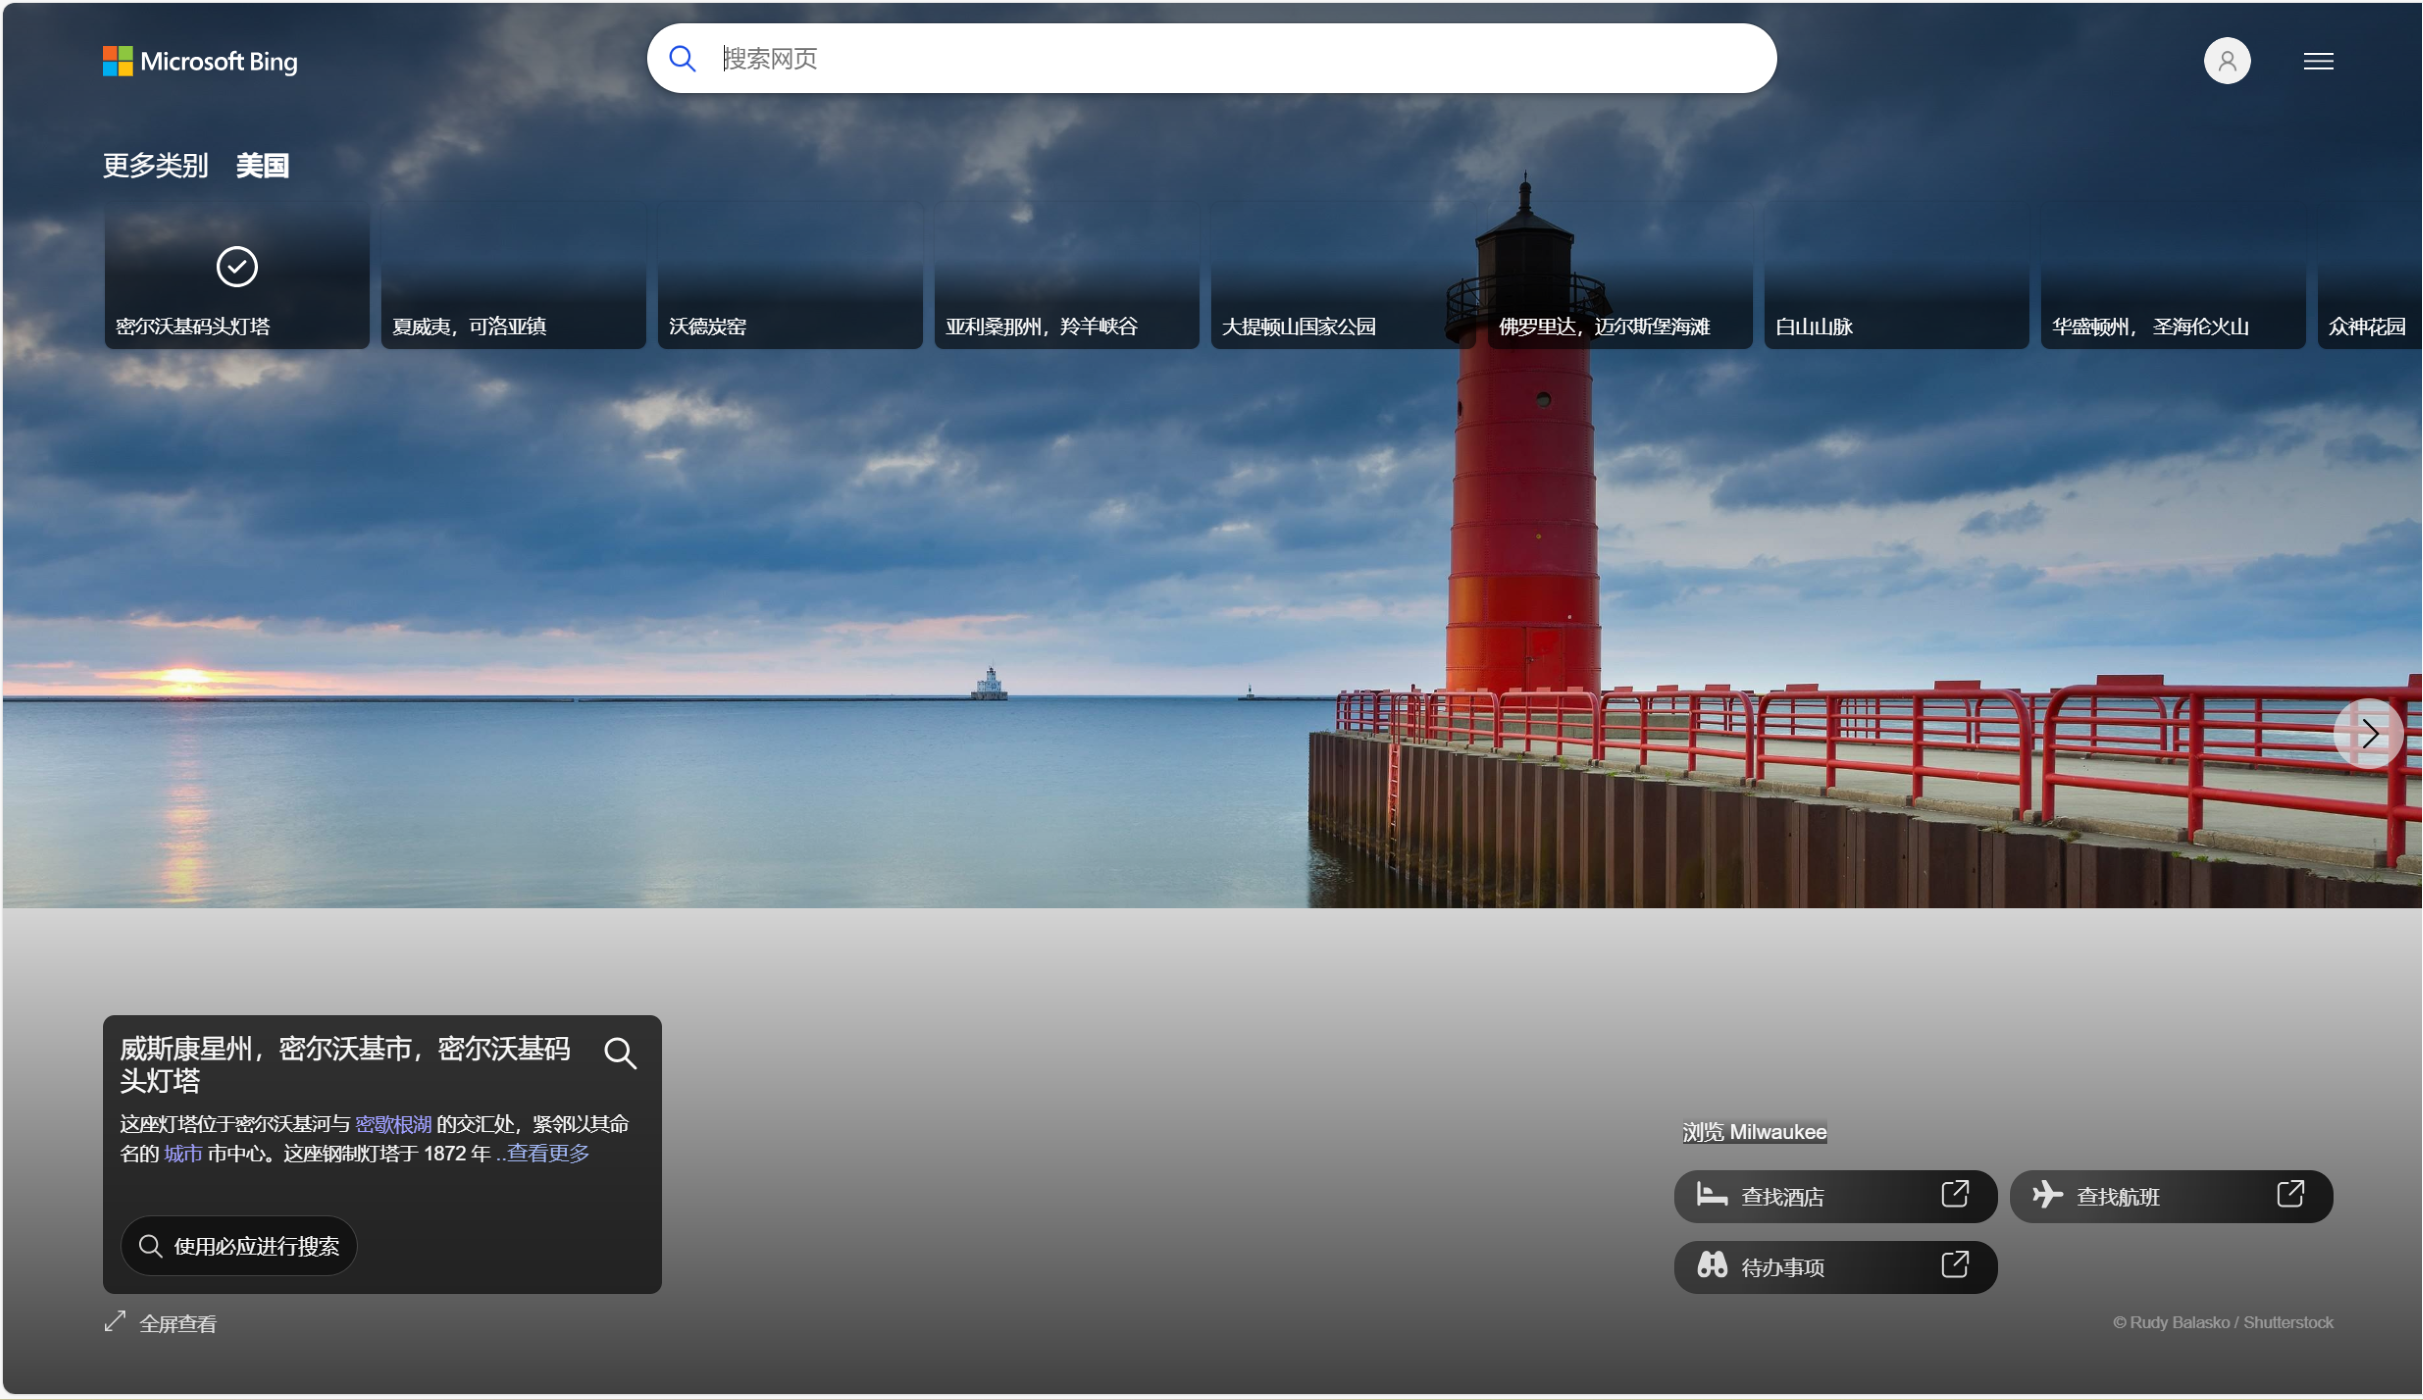 Microsoft Bing
搜索网页
更多类别 美国
密尔沃基码头灯塔
夏威夷，可洛亚镇
沃德炭窑
亚利桑那州，羚羊峡谷
大提顿山国家公园
佛罗里达，迈尔斯堡海滩
白山山脉
华盛顿州， 圣海伦火山
众神花园
威斯康星州，密尔沃基市，密尔沃基码
头灯塔
这座灯塔位于密尔沃基河与 密歇根湖 的交汇处，紧邻以其命
名的 城市 市中心。这座钢制灯塔于 1872 年 ..查看更多
使用必应进行搜索
全屏查看
浏览 Milwaukee
查找酒店
查找航班
待办事项
© Rudy Balasko / Shutterstock